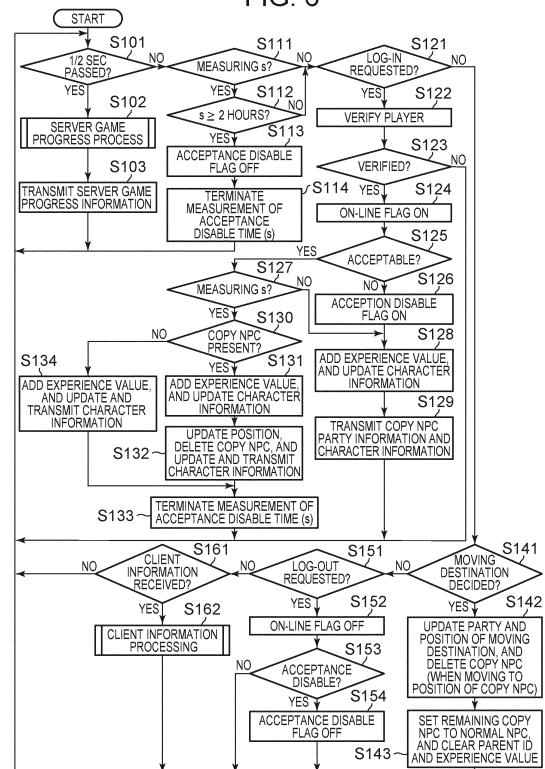 FIG. 6
START
S101
1/2 SEC
PASSED?
NO
YES
S102
SERVER GAME
PROGRESS PROCESS
S103
TRANSMIT SERVER GAME
PROGRESS INFORMATION
S111
MEASURING s?
NO
YES
S112
s ≥ 2 HOURS?
NO
YES
S113
ACCEPTANCE DISABLE
FLAG OFF
S114
TERMINATE
MEASUREMENT OF
ACCEPTANCE
DISABLE TIME (s)
S121
LOG-IN
REQUESTED?
NO
YES
S122
VERIFY PLAYER
S123
VERIFIED?
NO
YES
S124
ON-LINE FLAG ON
S125
ACCEPTABLE?
YES
NO
S126
ACCEPTION DISABLE
FLAG ON
S127
MEASURING s?
NO
YES
S130
COPY NPC
PRESENT?
NO
YES
S128
ADD EXPERIENCE VALUE,
AND UPDATE CHARACTER
INFORMATION
S129
TRANSMIT COPY NPC
PARTY INFORMATION AND
CHARACTER INFORMATION
S134
ADD EXPERIENCE VALUE,
AND UPDATE AND
TRANSMIT CHARACTER
INFORMATION
S131
ADD EXPERIENCE VALUE,
AND UPDATE CHARACTER
INFORMATION
S132
UPDATE POSITION,
DELETE COPY NPC, AND
UPDATE AND TRANSMIT
CHARACTER INFORMATION
S133
TERMINATE MEASUREMENT OF
ACCEPTANCE DISABLE TIME (s)
S161
CLIENT
INFORMATION
RECEIVED?
NO
YES
S162
CLIENT INFORMATION
PROCESSING
S151
LOG-OUT
REQUESTED?
NO
YES
S152
ON-LINE FLAG OFF
S153
ACCEPTANCE
DISABLE?
NO
YES
S154
ACCEPTANCE DISABLE
FLAG OFF
S141
MOVING
DESTINATION
DECIDED?
NO
YES
S142
UPDATE PARTY AND
POSITION OF MOVING
DESTINATION, AND
DELETE COPY NPC
(WHEN MOVING TO
POSITION OF COPY NPC)
S143
SET REMAINING COPY
NPC TO NORMAL NPC,
AND CLEAR PARENT ID
AND EXPERIENCE VALUE